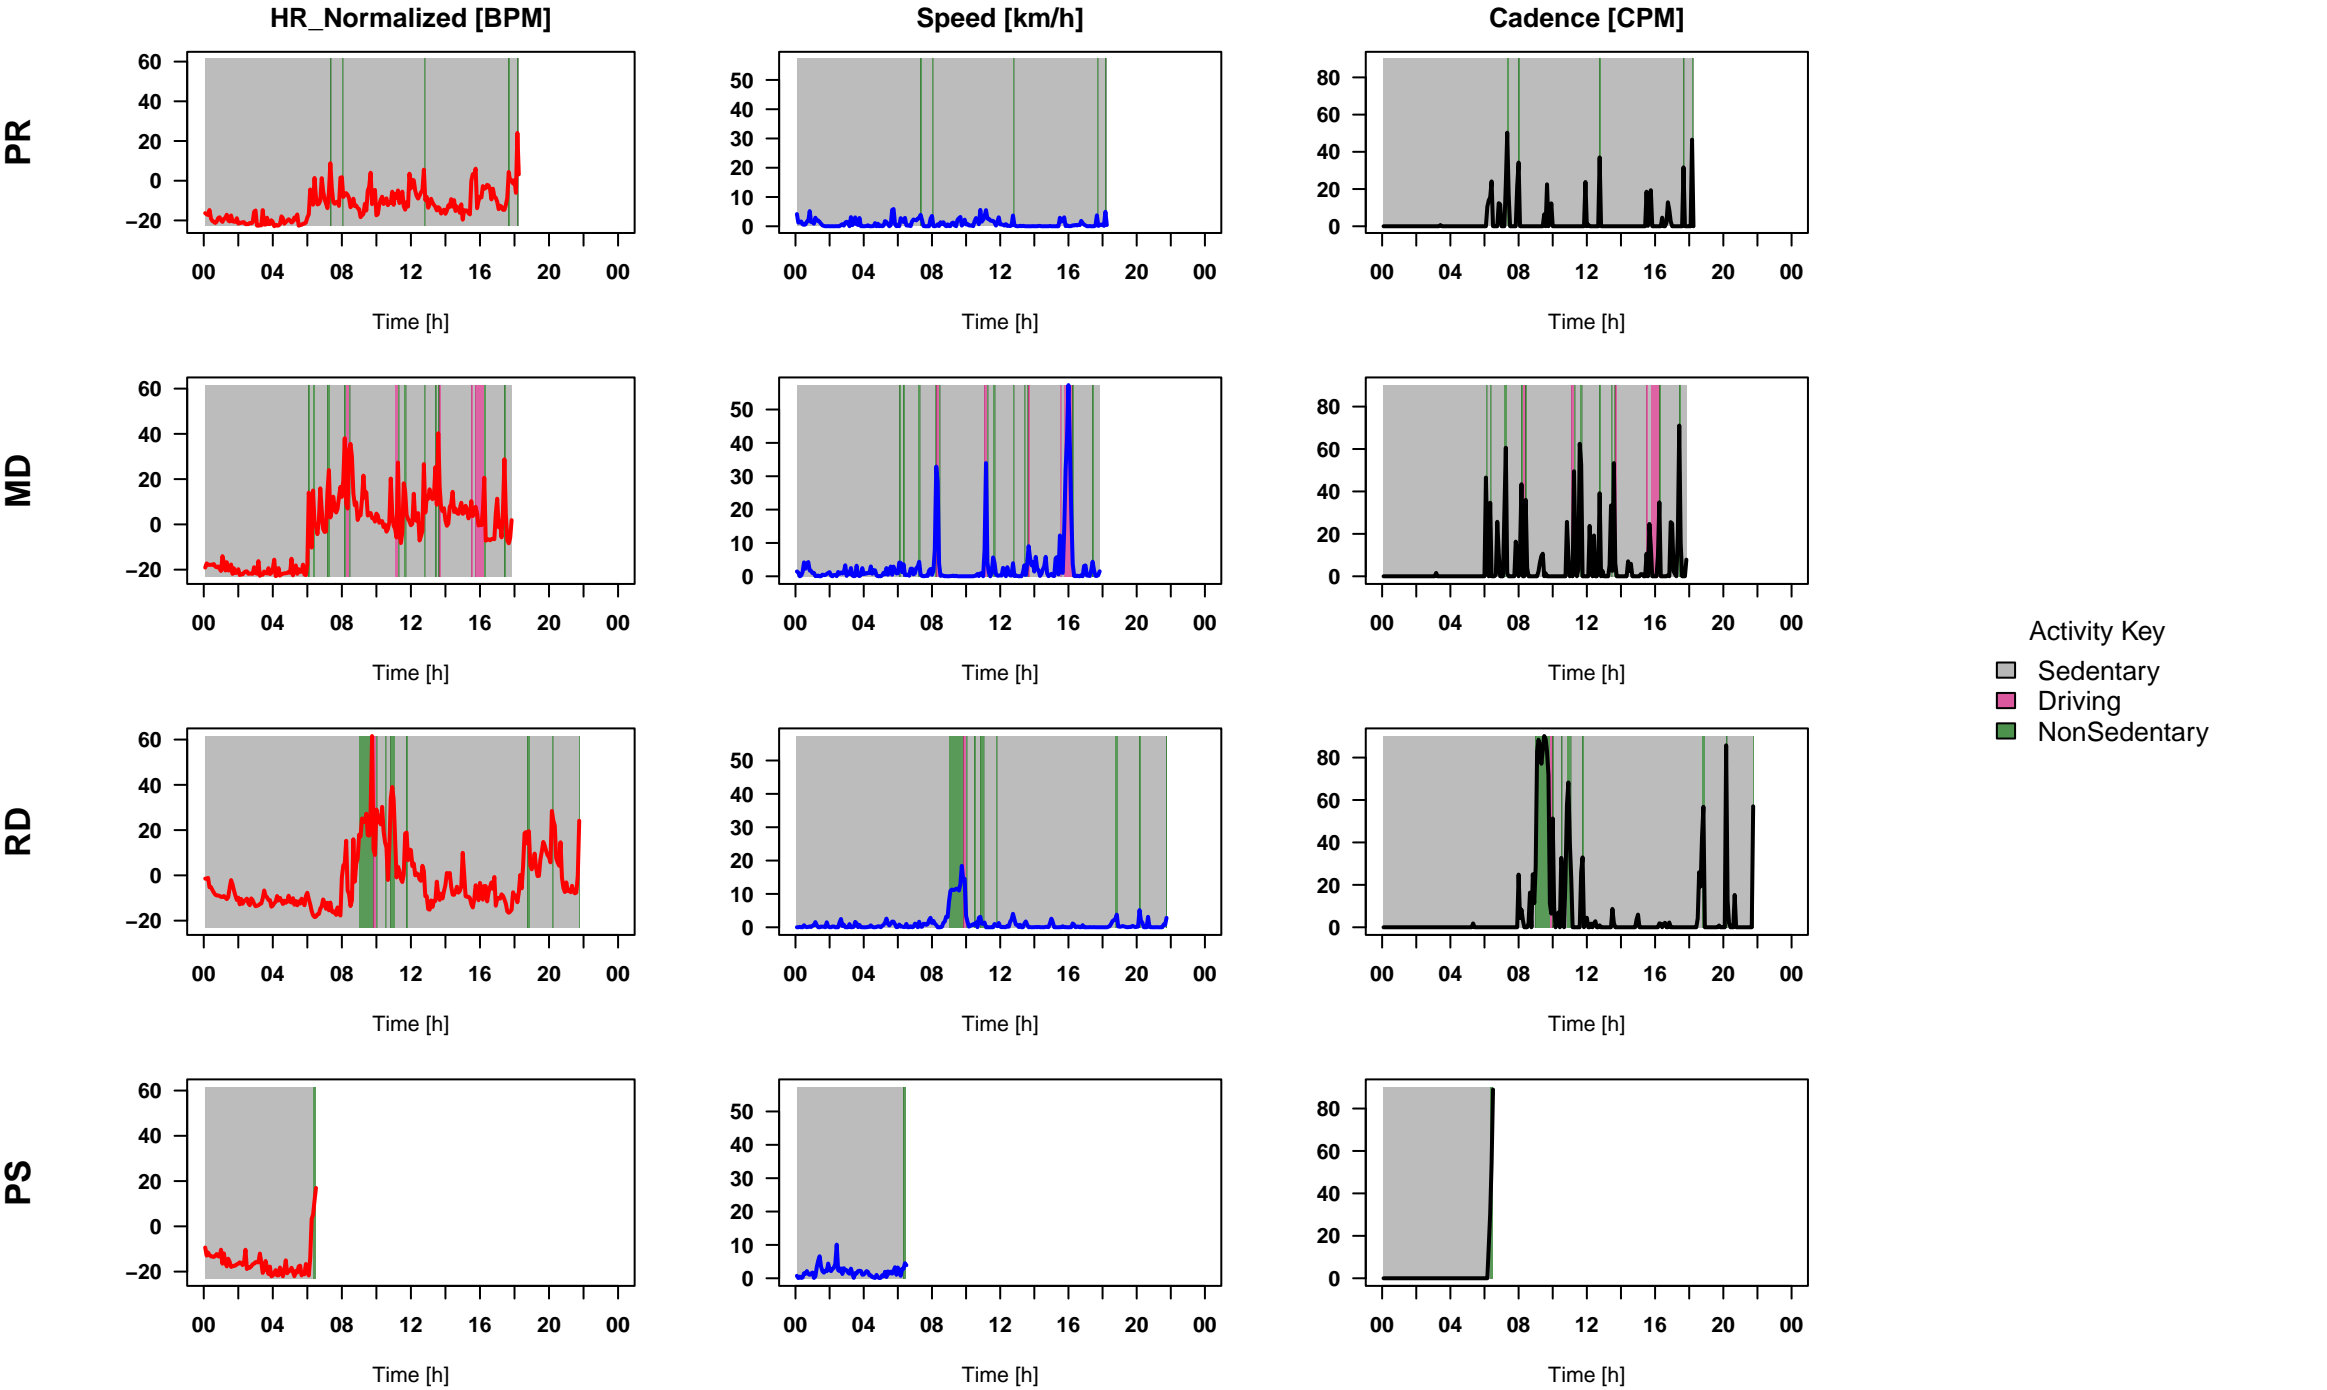 HR_Normalized [BPM] Speed [km/h] Cadence [CPM]
PR
60 40 20 0 −20
00 04 08 12 16 20 00
Time [h]
50 40 30 20 10 0
00 04 08 12 16 20 00
Time [h]
80 60 40 20 0
00 04 08 12 16 20 00
Time [h]
MD
60 40 20 0 −20
00 04 08 12 16 20 00
Time [h]
50 40 30 20 10 0
00 04 08 12 16 20 00
Time [h]
80 60 40 20 0
00 04 08 12 16 20 00
Time [h]
RD
60 40 20 0 −20
00 04 08 12 16 20 00
Time [h]
50 40 30 20 10 0
00 04 08 12 16 20 00
Time [h]
80 60 40 20 0
00 04 08 12 16 20 00
Time [h]
PS
60 40 20 0 −20
00 04 08 12 16 20 00
Time [h]
50 40 30 20 10 0
00 04 08 12 16 20 00
Time [h]
80 60 40 20 0
00 04 08 12 16 20 00
Time [h]
Activity Key
Sedentary
Driving
NonSedentary